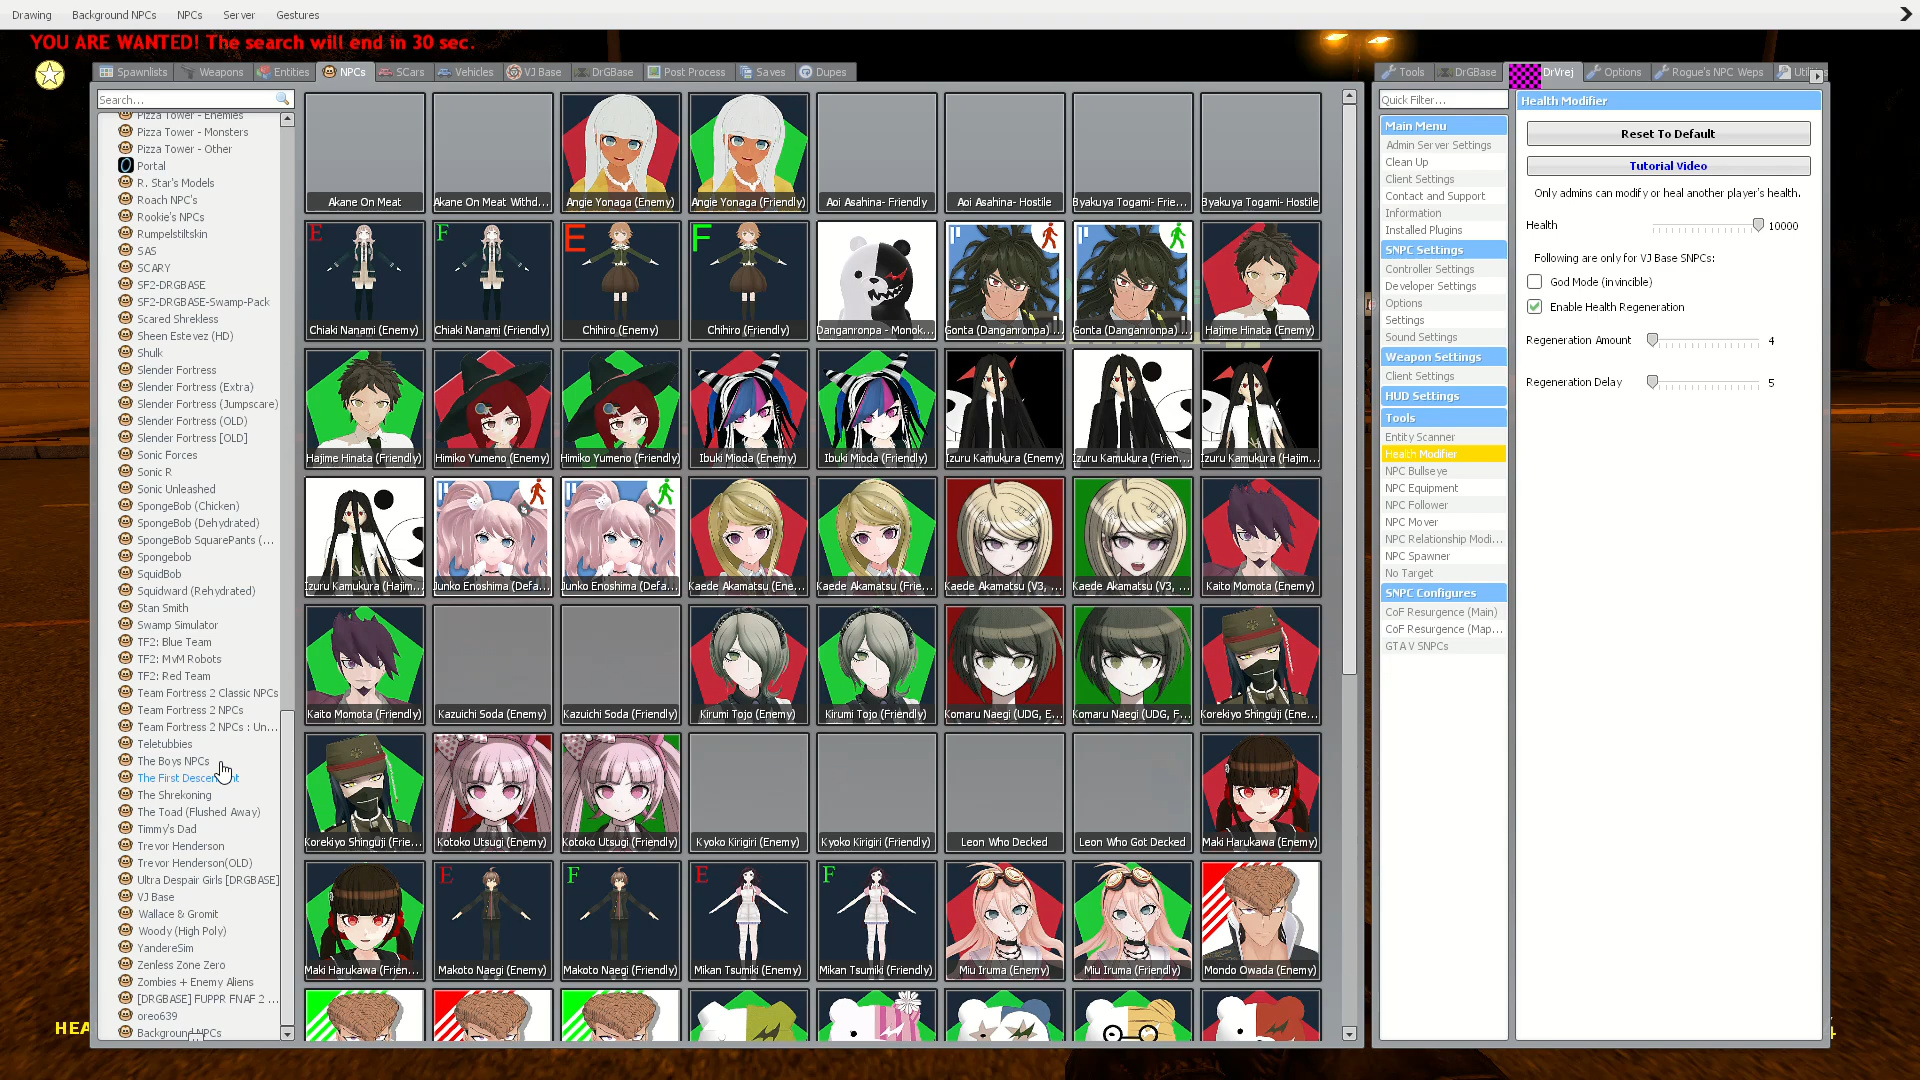 Drawing Background NPCs NPCs Server Gestures
YOU ARE WANTED! The search will end in 30 sec.
Spawnlists Weapons Entities NPCs SCars Vehicles VJ Base DrGBase Post Process Saves Dupes
Search...
Pizza Tower - Enemies
Pizza Tower - Monsters
Pizza Tower - Other
Portal
R. Star's Models
Roach NPC's
Rookie's NPCs
Rumpelstiltskin
SAS
SCARY
SF2-DRGBASE
SF2-DRGBASE-Swamp-Pack
Scared Shrekless
Sheen Estevez (HD)
Shulk
Slender Fortress
Slender Fortress (Extra)
Slender Fortress (Jumpscare)
Slender Fortress (OLD)
Slender Fortress [OLD]
Sonic Forces
Sonic R
Sonic Unleashed
SpongeBob (Chicken)
SpongeBob (Dehydrated)
SpongeBob SquarePants (...
Spongebob
SquidBob
Squidward (Rehydrated)
Stan Smith
Swamp Simulator
TF2: Blue Team
TF2: MvM Robots
TF2: Red Team
Team Fortress 2 Classic NPCs
Team Fortress 2 NPCs
Team Fortress 2 NPCs : Un...
Teletubbies
The Boys NPCs
The First Descendant
The Shrekoning
The Toad (Flushed Away)
Timmy's Dad
Trevor Henderson
Trevor Henderson(OLD)
Ultra Despair Girls [DRGBASE]
VJ Base
Wallace & Gromit
Woody (High Poly)
YandereSim
Zenless Zone Zero
Zombies + Enemy Aliens
[DRGBASE] FUPPR FNAF 2 ...
oreo639
Background NPCs
HEA
Akane On Meat Akane On Meat Withd... Angie Yonaga (Enemy) Angie Yonaga (Friendly) Aoi Asahina- Friendly Aoi Asahina- Hostile Byakuya Togami- Frie... Byakuya Togami- Hostile
E F E F
Chiaki Nanami (Enemy) Chiaki Nanami (Friendly) Chihiro (Enemy) Chihiro (Friendly) Danganronpa - Monok... Gonta (Danganronpa) ... Gonta (Danganronpa) ... Hajime Hinata (Enemy)
Hajime Hinata (Friendly) Himiko Yumeno (Enemy) Himiko Yumeno (Friendly) Ibuki Mioda (Enemy) Ibuki Mioda (Friendly) Izuru Kamukura (Enemy) Izuru Kamukura (Frien... Izuru Kamukura (Hajim...
Izuru Kamukura (Hajim... Junko Enoshima (Defa... Junko Enoshima (Defa... Kaede Akamatsu (Ene... Kaede Akamatsu (Frie... Kaede Akamatsu (V3, ... Kaede Akamatsu (V3, ... Kaito Momota (Enemy)
Kaito Momota (Friendly) Kazuichi Soda (Enemy) Kazuichi Soda (Friendly) Kirumi Tojo (Enemy) Kirumi Tojo (Friendly) Komaru Naegi (UDG, E... Komaru Naegi (UDG, F... Korekiyo Shinguji (Ene...
Korekiyo Shinguji (Frie... Kotoko Utsugi (Enemy) Kotoko Utsugi (Friendly) Kyoko Kirigiri (Enemy) Kyoko Kirigiri (Friendly) Leon Who Decked Leon Who Got Decked Maki Harukawa (Enemy)
E F E F
Maki Harukawa (Frien... Makoto Naegi (Enemy) Makoto Naegi (Friendly) Mikan Tsumiki (Enemy) Mikan Tsumiki (Friendly) Miu Iruma (Enemy) Miu Iruma (Friendly) Mondo Owada (Enemy)
Tools DrGBase DrVrej Options Rogue's NPC Weps Utilities
Quick Filter...
Main Menu
Admin Server Settings
Clean Up
Client Settings
Contact and Support
Information
Installed Plugins
SNPC Settings
Controller Settings
Developer Settings
Options
Settings
Sound Settings
Weapon Settings
Client Settings
HUD Settings
Tools
Entity Scanner
Health Modifier
NPC Bullseye
NPC Equipment
NPC Follower
NPC Mover
NPC Relationship Modi...
NPC Spawner
No Target
SNPC Configures
CoF Resurgence (Main)
CoF Resurgence (Map...
GTA V SNPCs
Health Modifier
Reset To Default
Tutorial Video
Only admins can modify or heal another player's health.
Health 10000
Following are only for VJ Base SNPCs:
God Mode (invincible)
Enable Health Regeneration
Regeneration Amount 4
Regeneration Delay 5